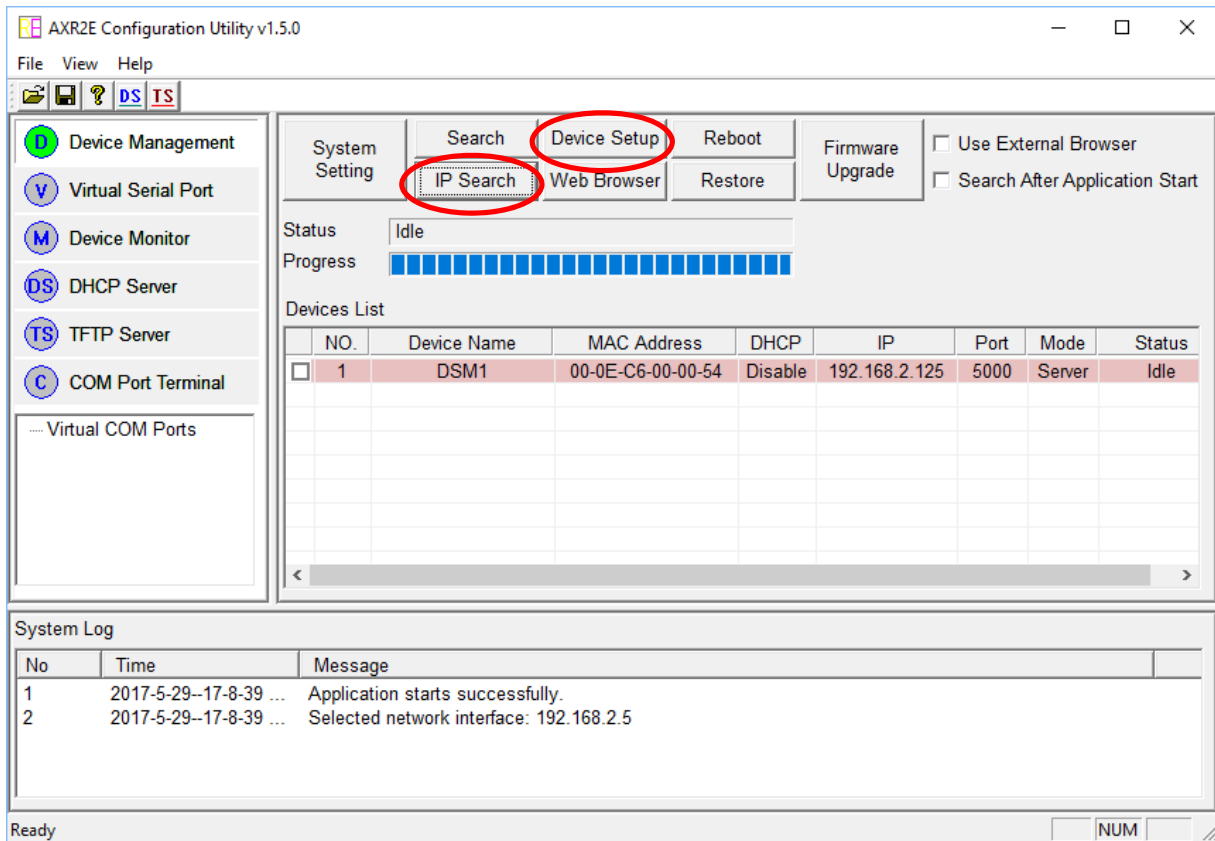 AXR2E Configuration Utility v1.5.0
File View Help
DS TS
D Device Management
V Virtual Serial Port
M Device Monitor
DS DHCP Server
TS TFTP Server
C COM Port Terminal
Virtual COM Ports
System Setting
Search Device Setup Reboot
IP Search Web Browser Restore
Firmware Upgrade
Use External Browser
Search After Application Start
Status Idle
Progress
Devices List
NO. Device Name MAC Address DHCP IP Port Mode Status
1 DSM1 00-0E-C6-00-00-54 Disable 192.168.2.125 5000 Server Idle
System Log
No Time Message
1 2017-5-29--17-8-39 ... Application starts successfully.
2 2017-5-29--17-8-39 ... Selected network interface: 192.168.2.5
Ready NUM